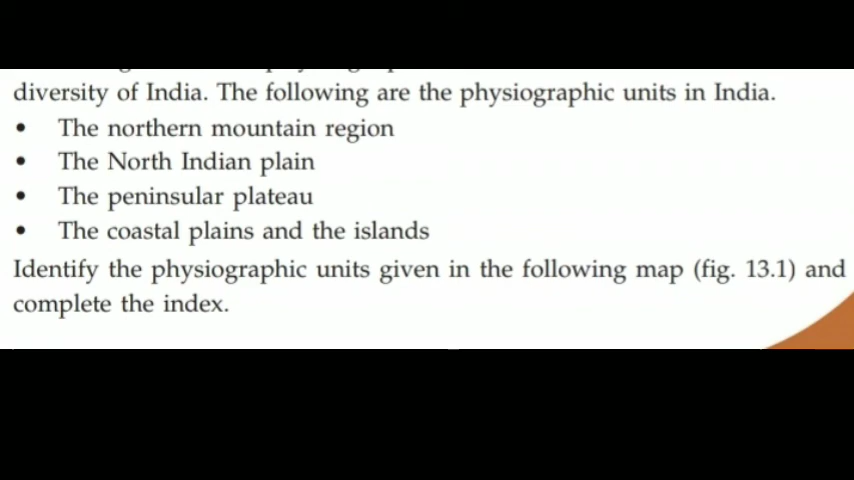 diversity of India. The following are the physiographic units in India.
• The northern mountain region
• The North Indian plain
• The peninsular plateau
• The coastal plains and the islands
Identify the physiographic units given in the following map (fig. 13.1) and
complete the index.